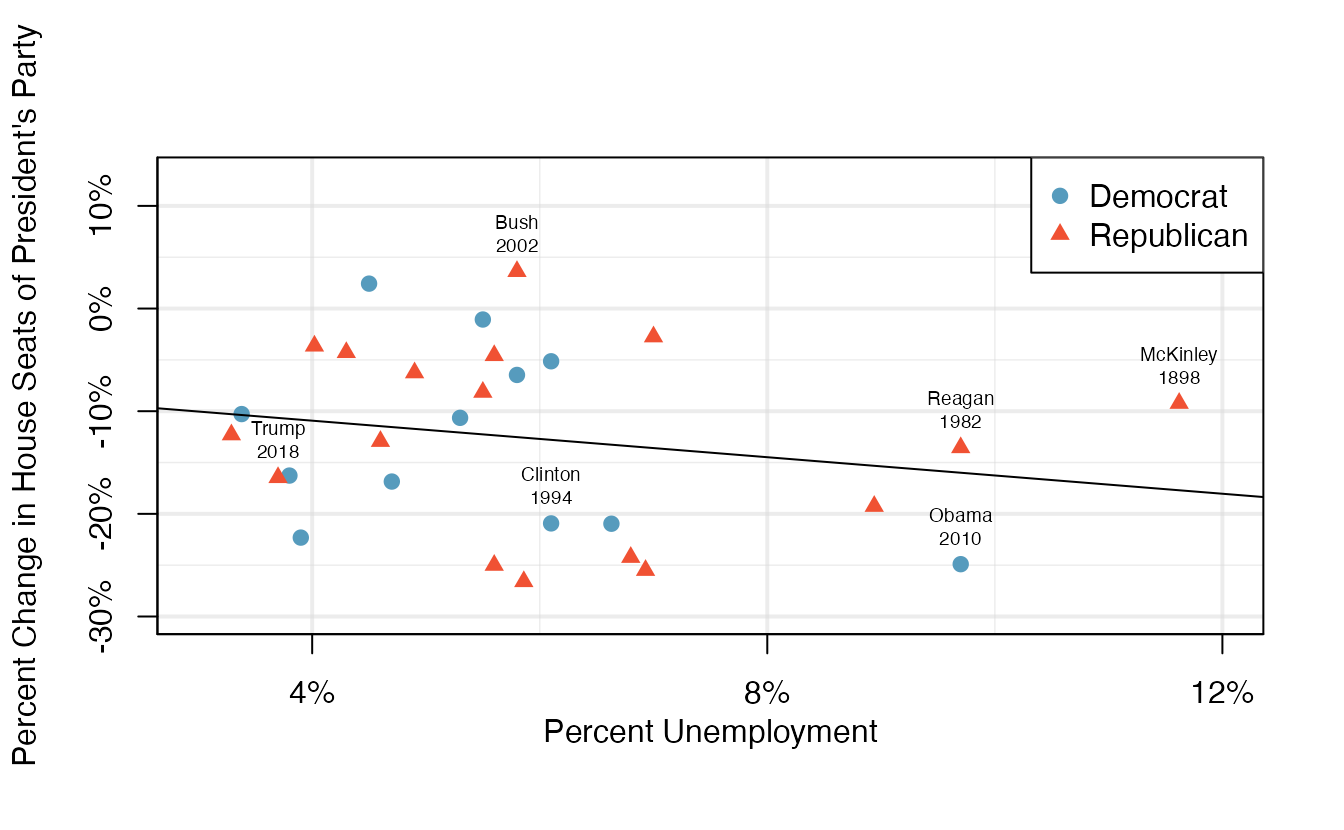 Percent Change in House Seats of President's Party
10%
0%
-10%
-20%
-30%
Democrat
Republican
Bush
2002
McKinley
1898
Reagan
1982
Trump
2018
Clinton
1994
Obama
2010
4%
8%
12%
Percent Unemployment